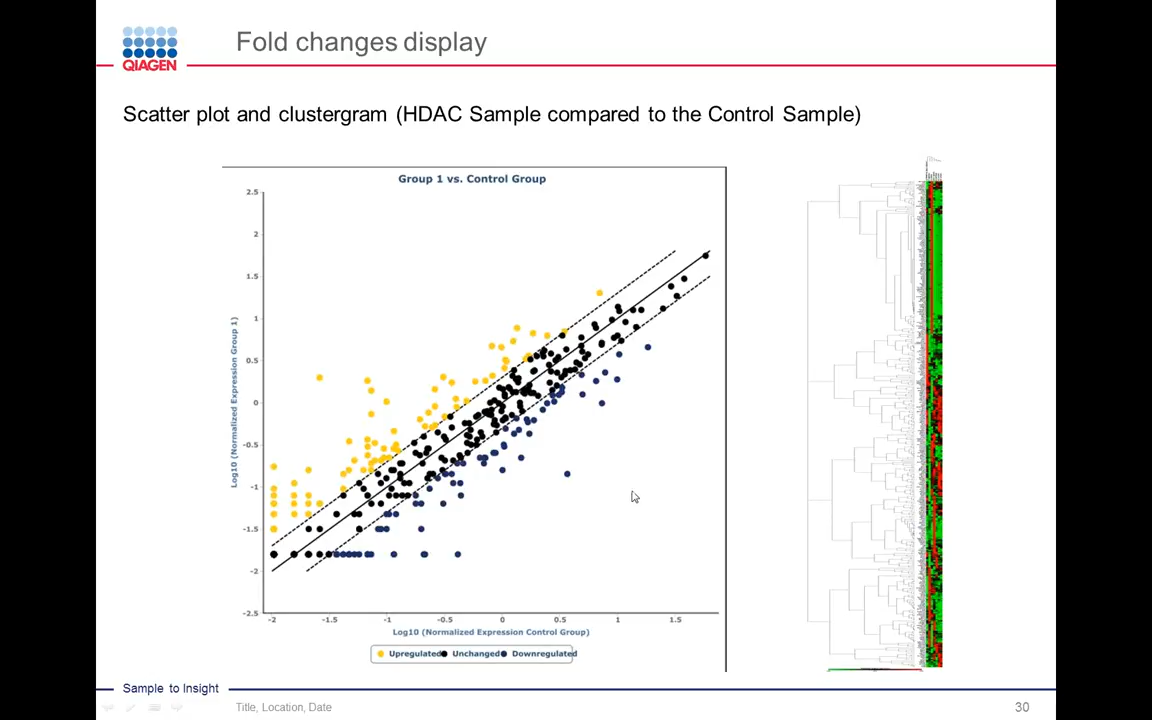 QIAGEN
Fold changes display
Scatter plot and clustergram (HDAC Sample compared to the Control Sample)
Group 1 vs. Control Group
Log10 (Normalized Expression Group 1)
2.5
2
1.5
1
0.5
0
-0.5
-1
-1.5
-2
-2.5
-2 -1.5 -1 -0.5 0 0.5 1 1.5
Log10 (Normalized Expression Control Group)
Upregulated Unchanged Downregulated
Sample to Insight
Title, Location, Date
30